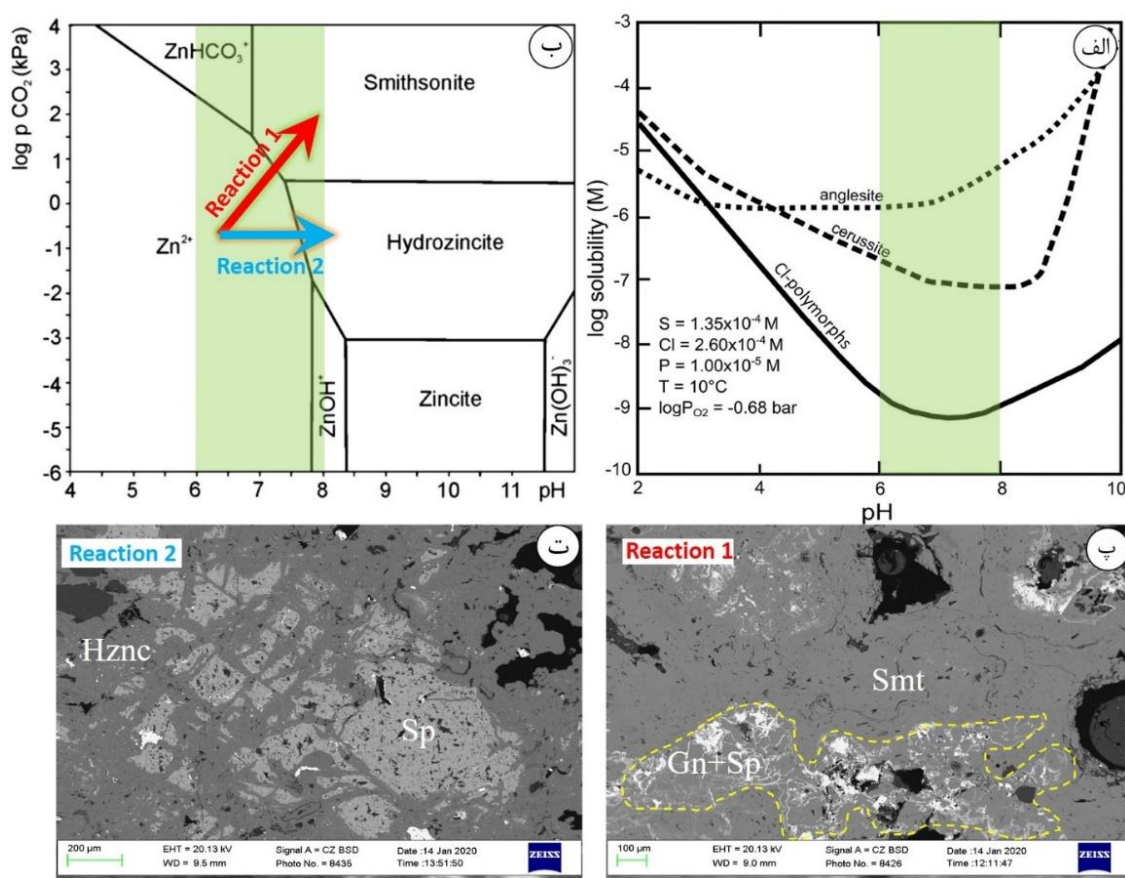 ب
log p CO₂ (kPa)
4
3
2
1
0
-1
-2
-3
-4
-5
-6
ZnHCO₃⁺
Smithsonite
Reaction 1
Zn²⁺
Reaction 2
Hydrozincite
ZnOH⁺
Zincite
Zn(OH)₃⁻
4 5 6 7 8 9 10 11 pH
الف
log solubility (M)
-3
-4
-5
-6
-7
-8
-9
-10
anglesite
cerussite
Cl-polymorphs
S = 1.35x10⁻⁴ M
Cl = 2.60x10⁻⁴ M
P = 1.00x10⁻⁵ M
T = 10°C
logP_O2 = -0.68 bar
2 4 6 8 10
pH
Reaction 2
ت
Hznc
Sp
200 µm
EHT = 20.13 kV
WD = 9.5 mm
Signal A = CZ BSD
Photo No. = 8435
Date :14 Jan 2020
Time :13:51:50
ZEISS
Reaction 1
پ
Smt
Gn+Sp
100 µm
EHT = 20.13 kV
WD = 9.0 mm
Signal A = CZ BSD
Photo No. = 8426
Date :14 Jan 2020
Time :12:11:47
ZEISS